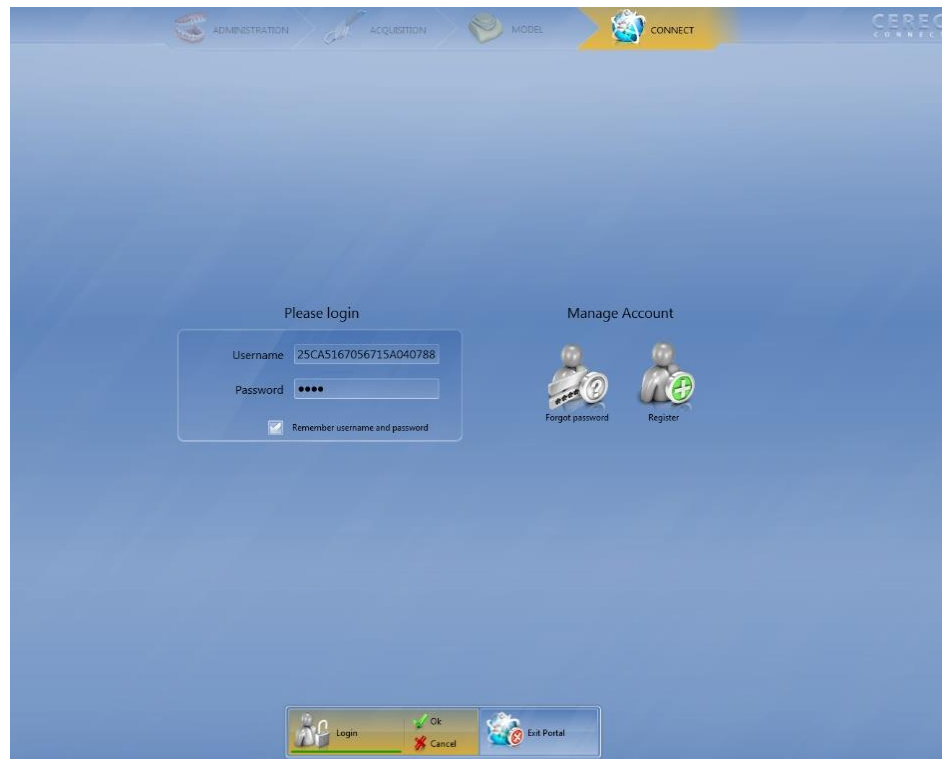 ADMINISTRATION
ACQUISITION
MODEL
CONNECT
CEREC
CONNECT
Please login
Manage Account
Username 25CA5167056715A040788
Password ••••
Remember username and password
Forgot password
Register
Login
Ok
Cancel
Exit Portal